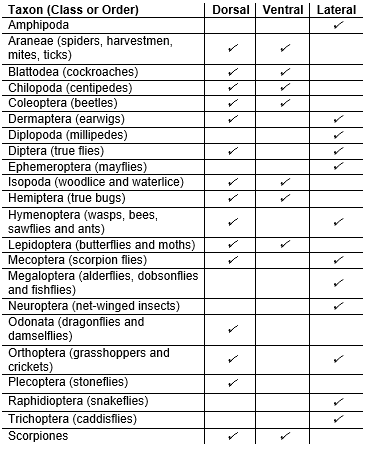 Taxon (Class or Order) Dorsal Ventral Lateral
Amphipoda ✓
Araneae (spiders, harvestmen,
mites, ticks) ✓ ✓
Blattodea (cockroaches) ✓ ✓
Chilopoda (centipedes) ✓ ✓
Coleoptera (beetles) ✓ ✓
Dermaptera (earwigs) ✓ ✓
Diplopoda (millipedes) ✓
Diptera (true flies) ✓ ✓
Ephemeroptera (mayflies) ✓
Isopoda (woodlice and waterlice) ✓ ✓
Hemiptera (true bugs) ✓ ✓
Hymenoptera (wasps, bees,
sawflies and ants) ✓ ✓
Lepidoptera (butterflies and moths) ✓ ✓
Mecoptera (scorpion flies) ✓ ✓
Megaloptera (alderflies, dobsonflies
and fishflies) ✓
Neuroptera (net-winged insects) ✓
Odonata (dragonflies and
damselflies) ✓
Orthoptera (grasshoppers and
crickets) ✓ ✓
Plecoptera (stoneflies) ✓
Raphidioptera (snakeflies) ✓
Trichoptera (caddisflies) ✓
Scorpiones ✓ ✓